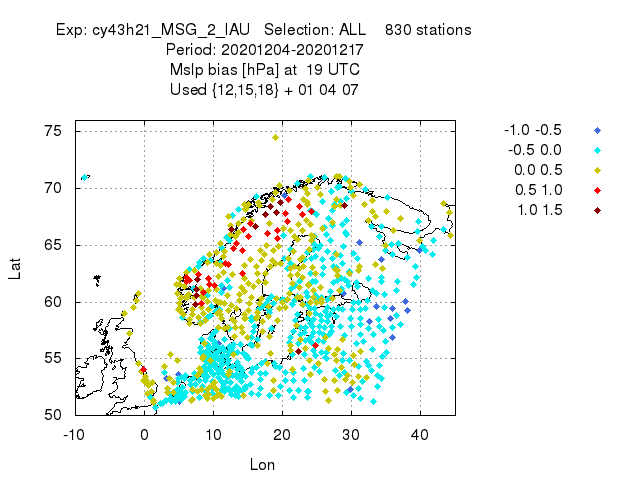 Exp: cy43h21_MSG_2_IAU   Selection: ALL    830 stations
Period: 20201204-20201217
Mslp bias [hPa] at  19 UTC
Used {12,15,18} + 01 04 07
-1.0 -0.5
-0.5 0.0
0.0 0.5
0.5 1.0
1.0 1.5
75
70
65
60
55
50
Lat
-10 0 10 20 30 40
Lon